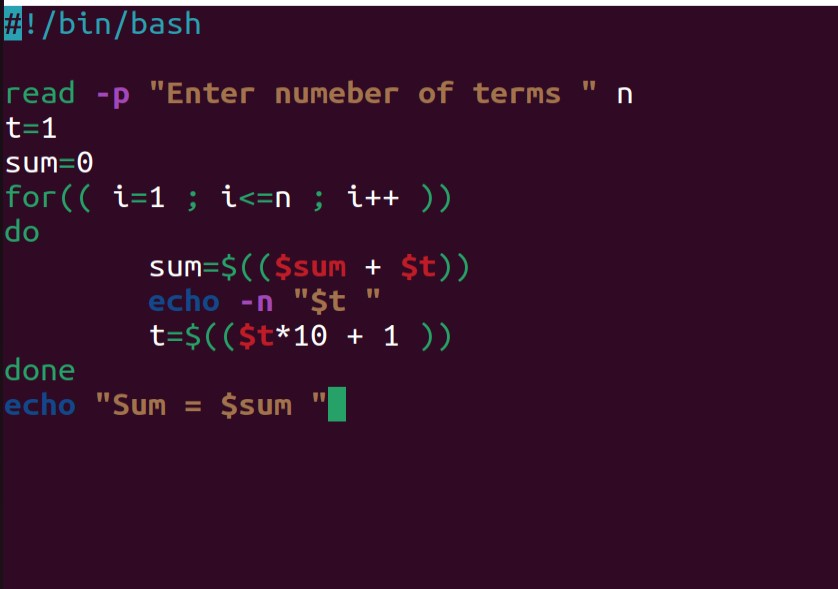 #!/bin/bash
read -p "Enter numeber of terms " n
t=1
sum=0
for(( i=1 ; i<=n ; i++ ))
do
sum=$(($sum + $t))
echo -n "$t "
t=$(($t*10 + 1 ))
done
echo "Sum = $sum "